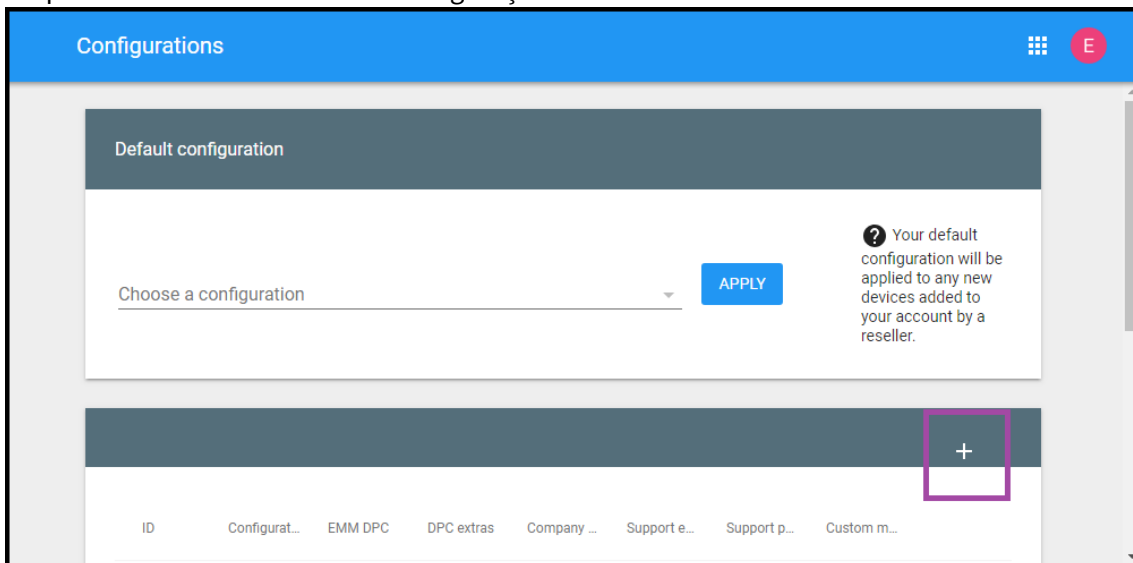 Configurations
E
Default configuration
Your default
configuration will be
applied to any new
devices added to
your account by a
reseller.
Choose a configuration
APPLY
+
ID Configurat... EMM DPC DPC extras Company ... Support e... Support p... Custom m...